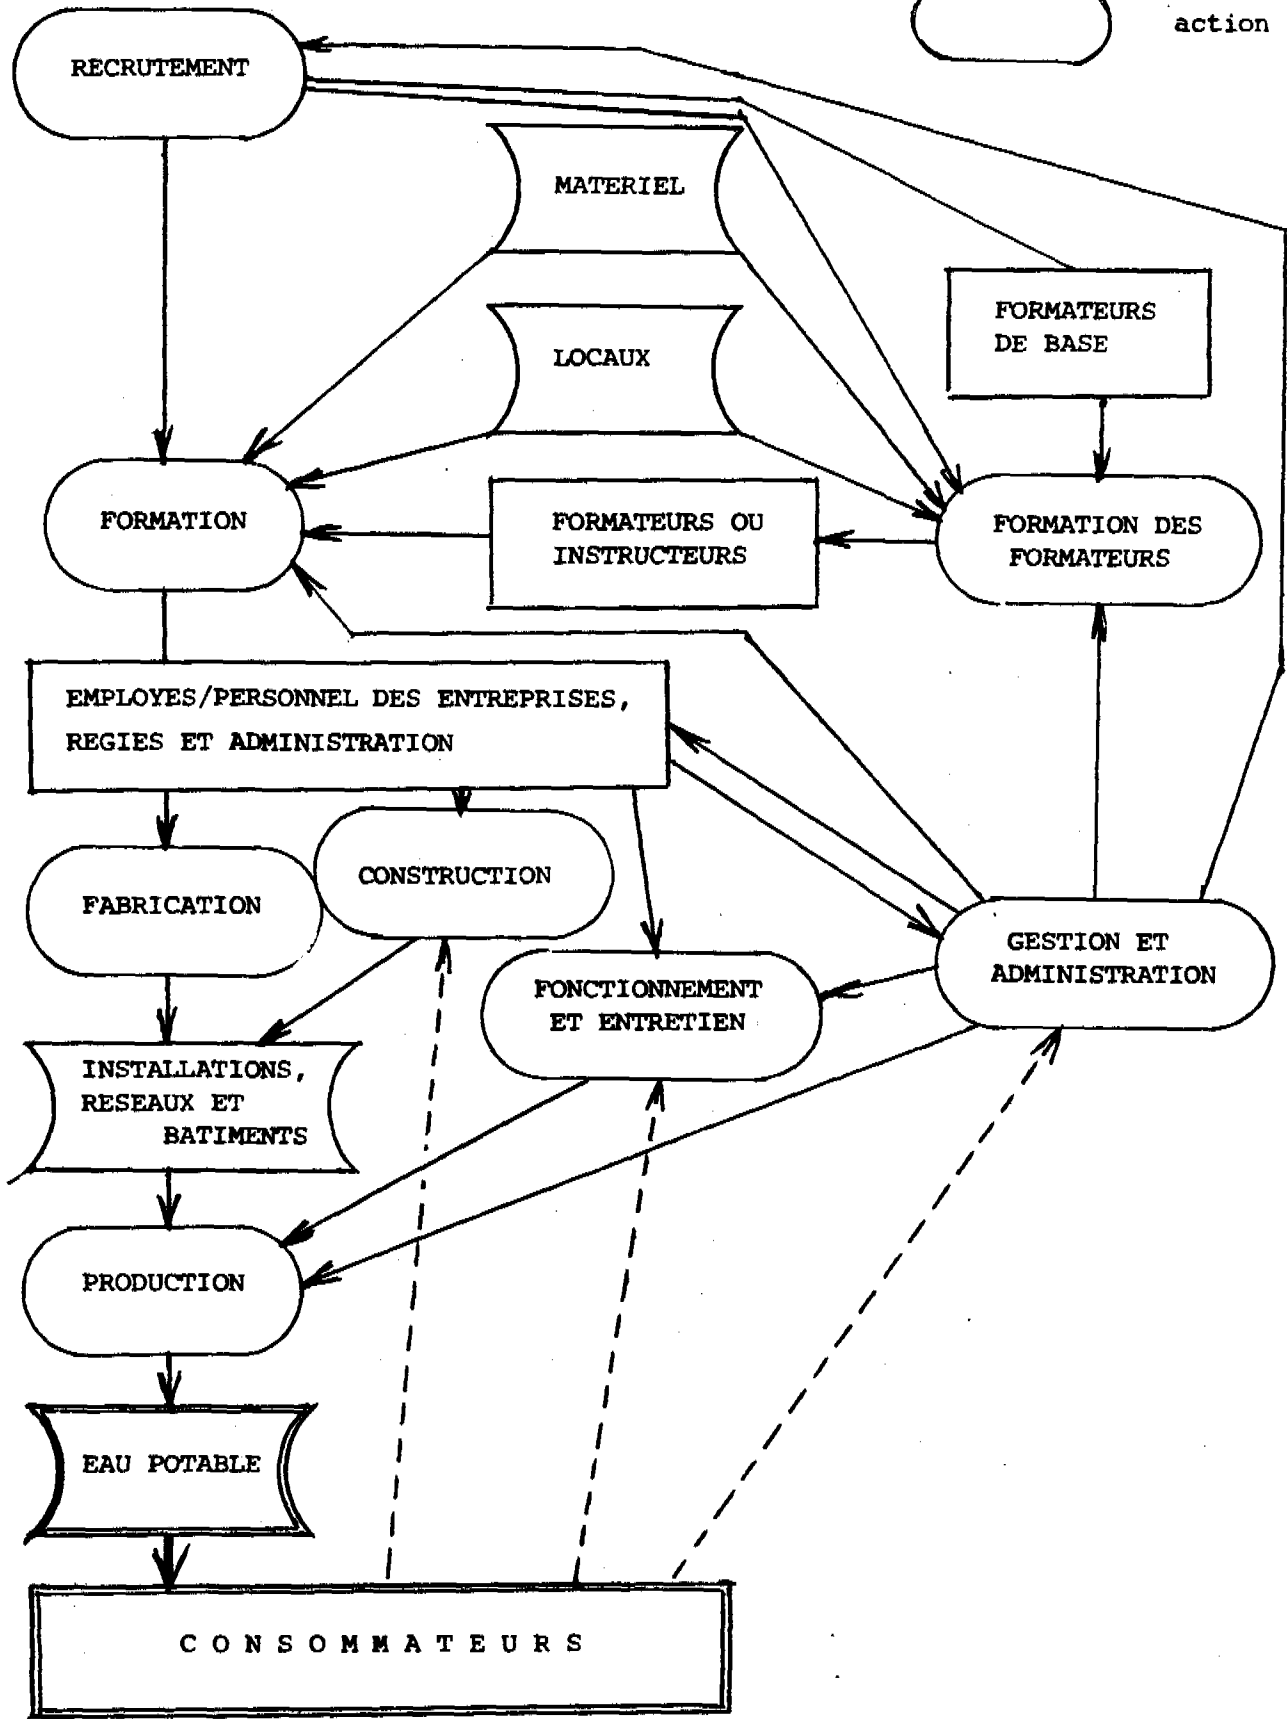 action
RECRUTEMENT
MATERIEL
FORMATEURS
DE BASE
LOCAUX
FORMATION
FORMATEURS OU
INSTRUCTEURS
FORMATION DES
FORMATEURS
EMPLOYES/PERSONNEL DES ENTREPRISES,
REGIES ET ADMINISTRATION
CONSTRUCTION
FABRICATION
GESTION ET
ADMINISTRATION
FONCTIONNEMENT
ET ENTRETIEN
INSTALLATIONS,
RESEAUX ET
BATIMENTS
PRODUCTION
EAU POTABLE
CONSOMMATEURS